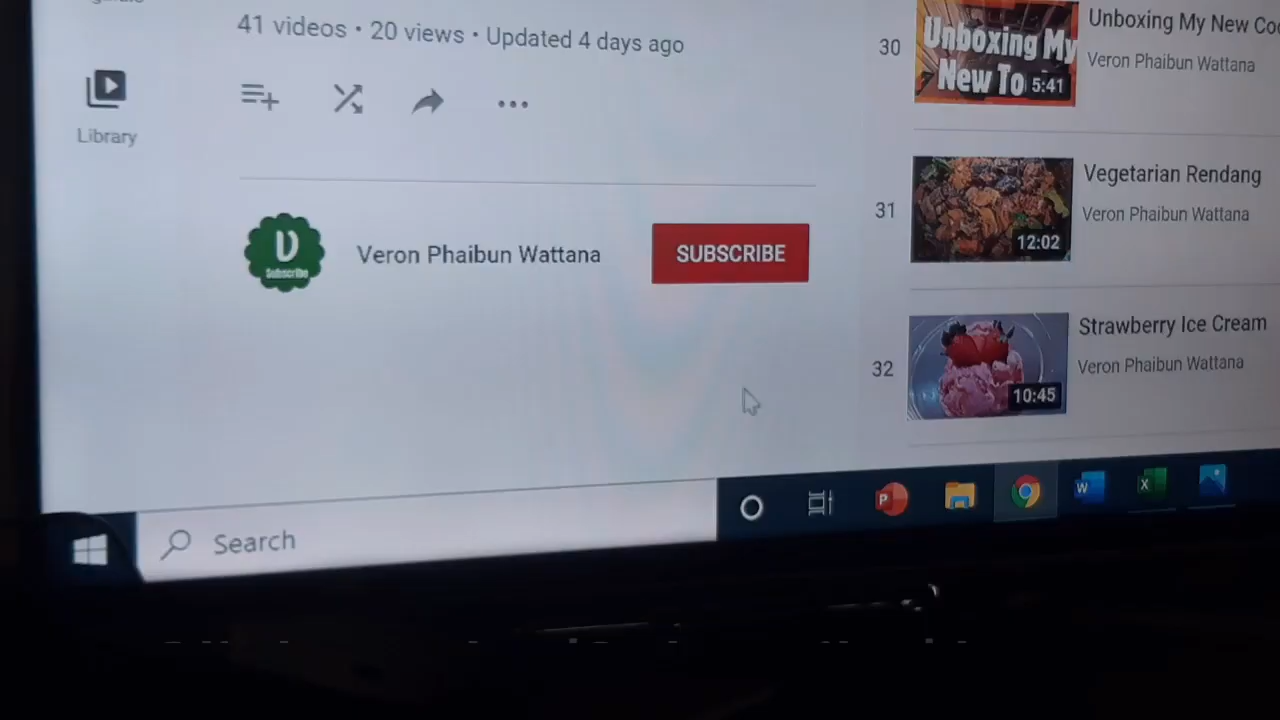 41 videos • 20 views • Updated 4 days ago
Library
V
Subscribe
Veron Phaibun Wattana
SUBSCRIBE
30
Unboxing My
New To
5:41
Unboxing My New
Veron Phaibun Wattana
31
12:02
Vegetarian Rendang
Veron Phaibun Wattana
32
10:45
Strawberry Ice Cream
Veron Phaibun Wattana
Search
P
W
X